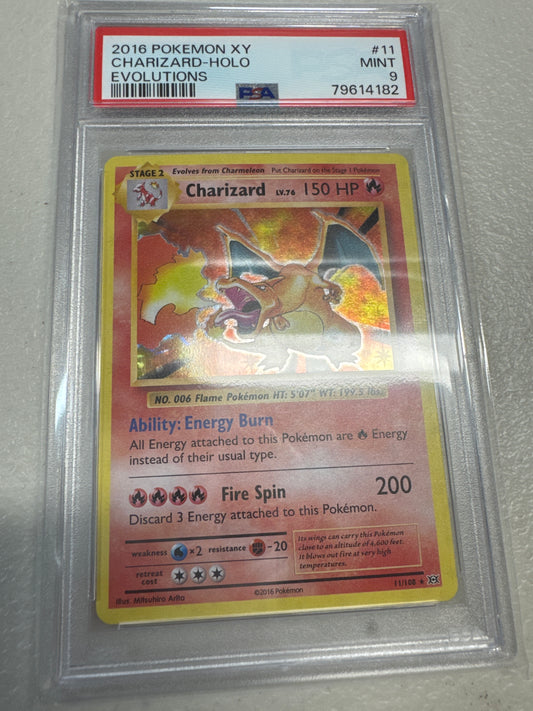 2016 POKEMON XY #11
CHARIZARD-HOLO MINT
EVOLUTIONS 9
PSA 79614182
STAGE 2 Evolves from Charmeleon Put Charizard on the Stage 1 Pokémon
Charizard LV.76 150 HP
NO. 006 Flame Pokémon HT: 5'07" WT: 199.5 lbs.
Ability: Energy Burn
All Energy attached to this Pokémon are Energy
instead of their usual type.
Fire Spin 200
Discard 3 Energy attached to this Pokémon.
weakness ×2 resistance -20
Its wings can carry this Pokémon
close to an altitude of 4,600 feet.
It blows out fire at very high
temperatures.
retreat
cost
11/108 ★
Illus. Mitsuhiro Arita
©2016 Pokémon